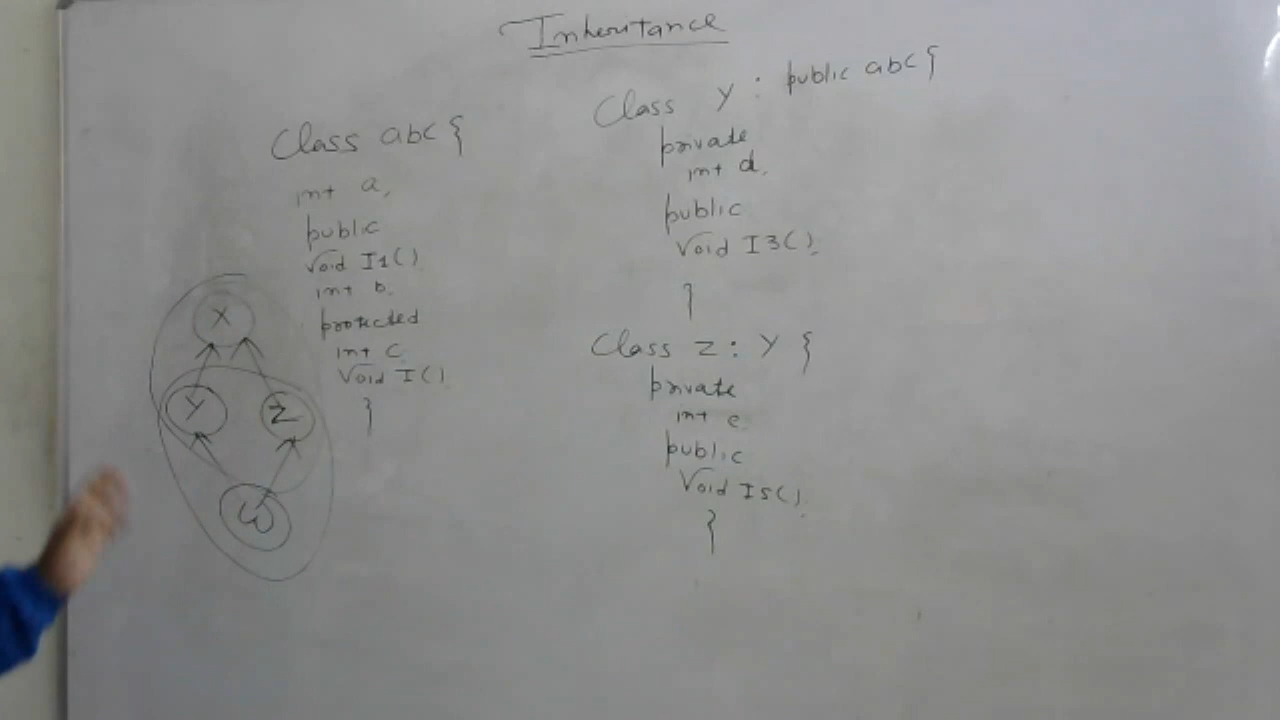 Inheritance
Class abc {
int a,
public
void I1()
int b,
protected
int c
void I()
}
X
Y Z
W
Class Y : public abc {
private
int d,
public
void I3(),
}
Class z : Y {
private
int e
public
void I5(),
}